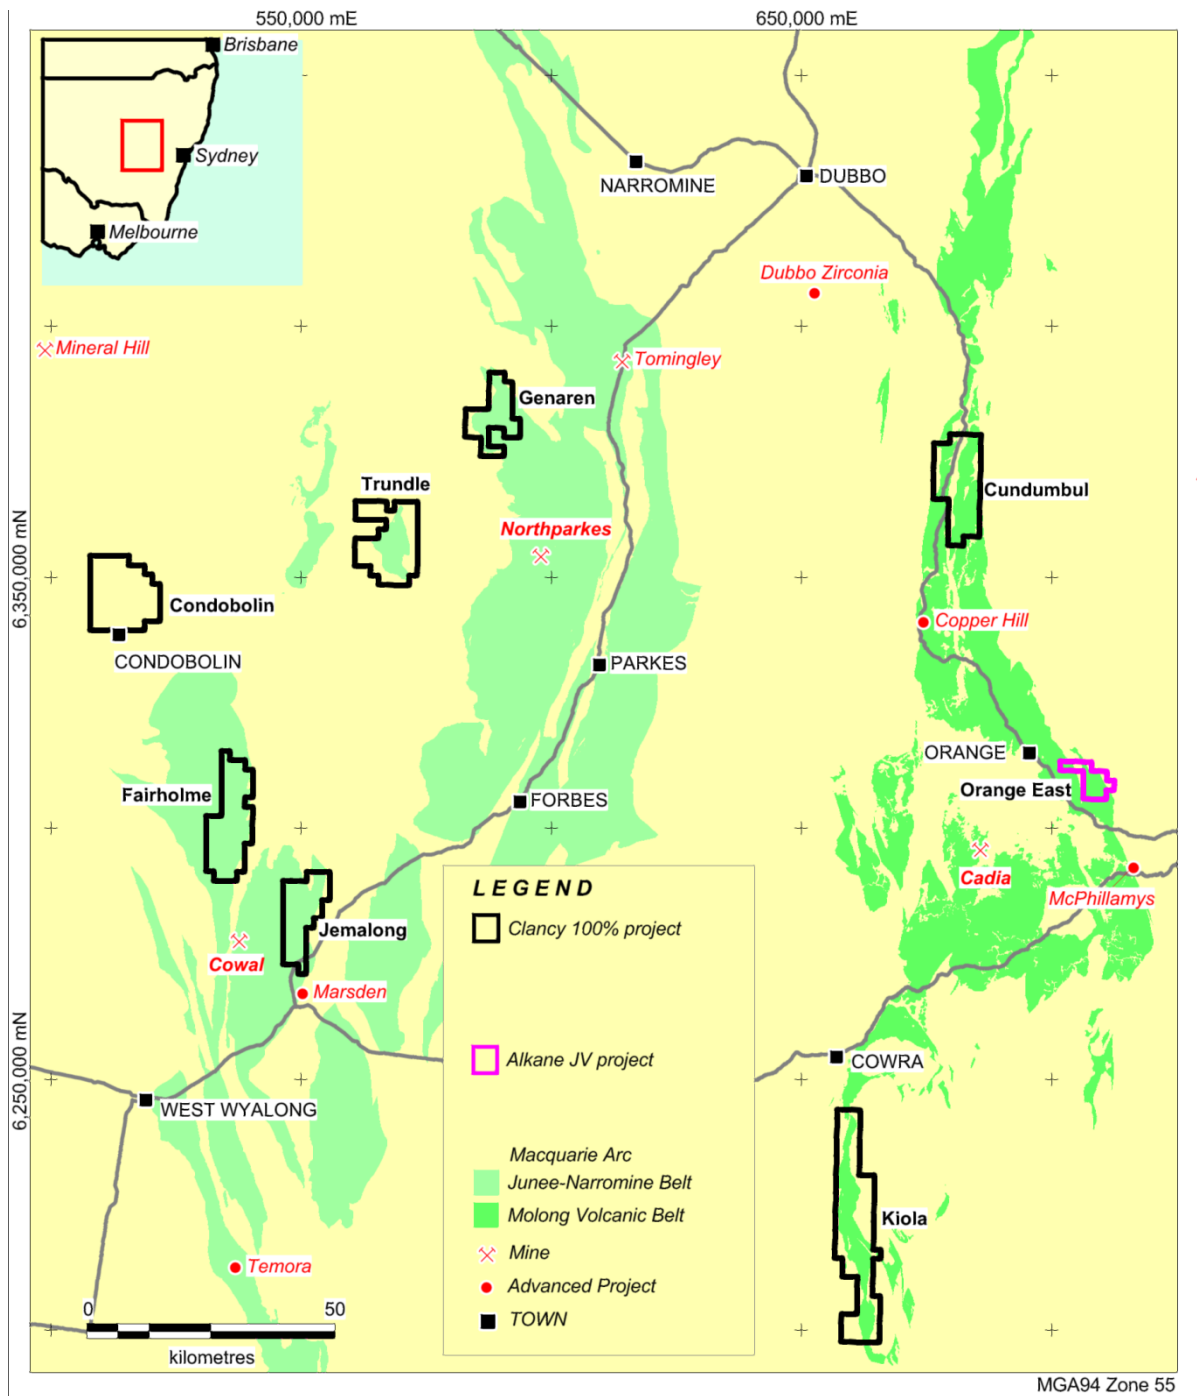 550,000 mE
650,000 mE
Brisbane
Sydney
Melbourne
NARROMINE
DUBBO
Dubbo Zirconia
Mineral Hill
Tomingley
Genaren
Trundle
Cundumbul
Northparkes
6,350,000 mN
Condobolin
Copper Hill
CONDOBOLIN
PARKES
ORANGE
Fairholme
Orange East
FORBES
Cadia
McPhillamys
LEGEND
Clancy 100% project
Jemalong
Cowal
Marsden
6,250,000 mN
Alkane JV project
COWRA
WEST WYALONG
Macquarie Arc
Junee-Narromine Belt
Molong Volcanic Belt
Kiola
Mine
Temora
Advanced Project
TOWN
0
50
kilometres
MGA94 Zone 55